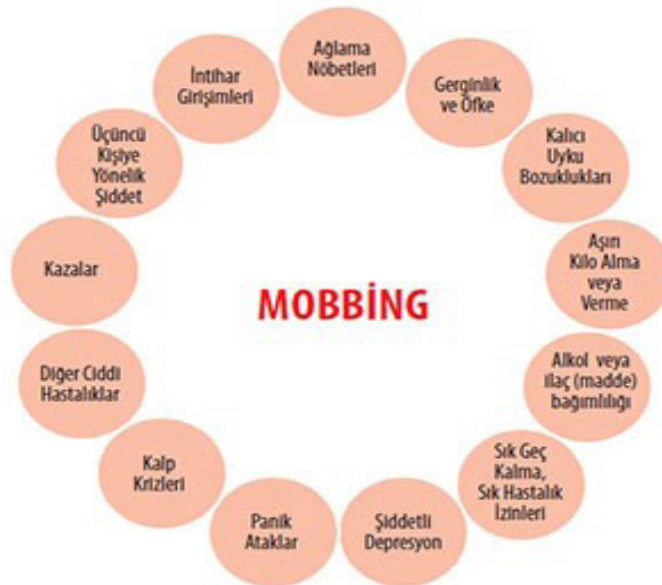 Ağlama
Nöbetleri
Gerginlik
ve Öfke
Kalıcı
Uyku
Bozuklukları
Aşırı
Kilo Alma
veya
Verme
Alkol veya
ilaç (madde)
bağımlılığı
Sık Geç
Kalma,
Sık Hastalık
İzinleri
Şiddetli
Depresyon
Panik
Ataklar
Kalp
Krizleri
Diğer Ciddi
Hastalıklar
Kazalar
Üçüncü
Kişiye
Yönelik
Şiddet
İntihar
Girişimleri
MOBBİNG